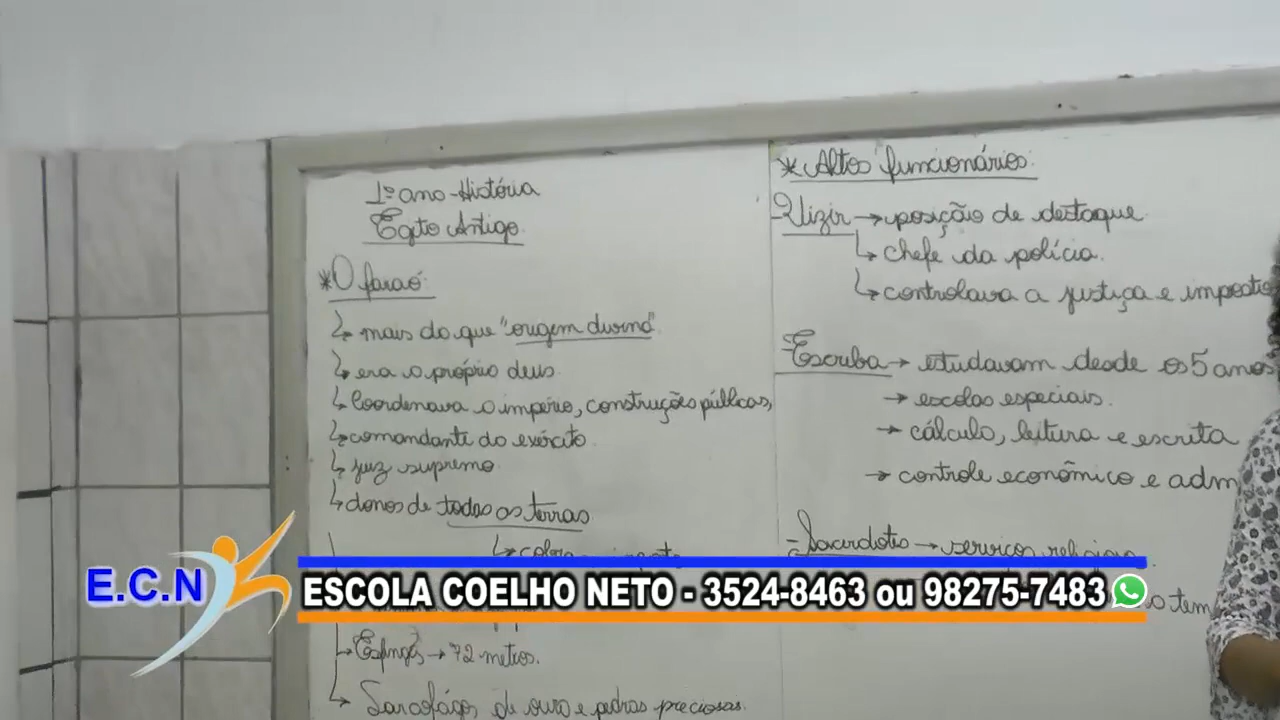 1º ano - História
Egito Antigo
* O faraó:
↳ mais do que "origem divina"
↳ era o próprio deus.
↳ Coordenava o império, construções públicas,
↳ comandante do exército
↳ juiz supremo
↳ donos de todas as terras
↳ Esfinges → 72 metros.
↳ Sarcófagos de ouro e pedras preciosas.
* Altos funcionários:
- Vizir → posição de destaque
↳ chefe da polícia.
↳ controlava a justiça e
- Escriba → estudavam desde os 5 anos
→ escolas especiais.
→ cálculo, leitura e escrita
→ controle econômico e adm
- Sacerdotes → serviços
tem
E.C.N
ESCOLA COELHO NETO - 3524-8463 ou 98275-7483